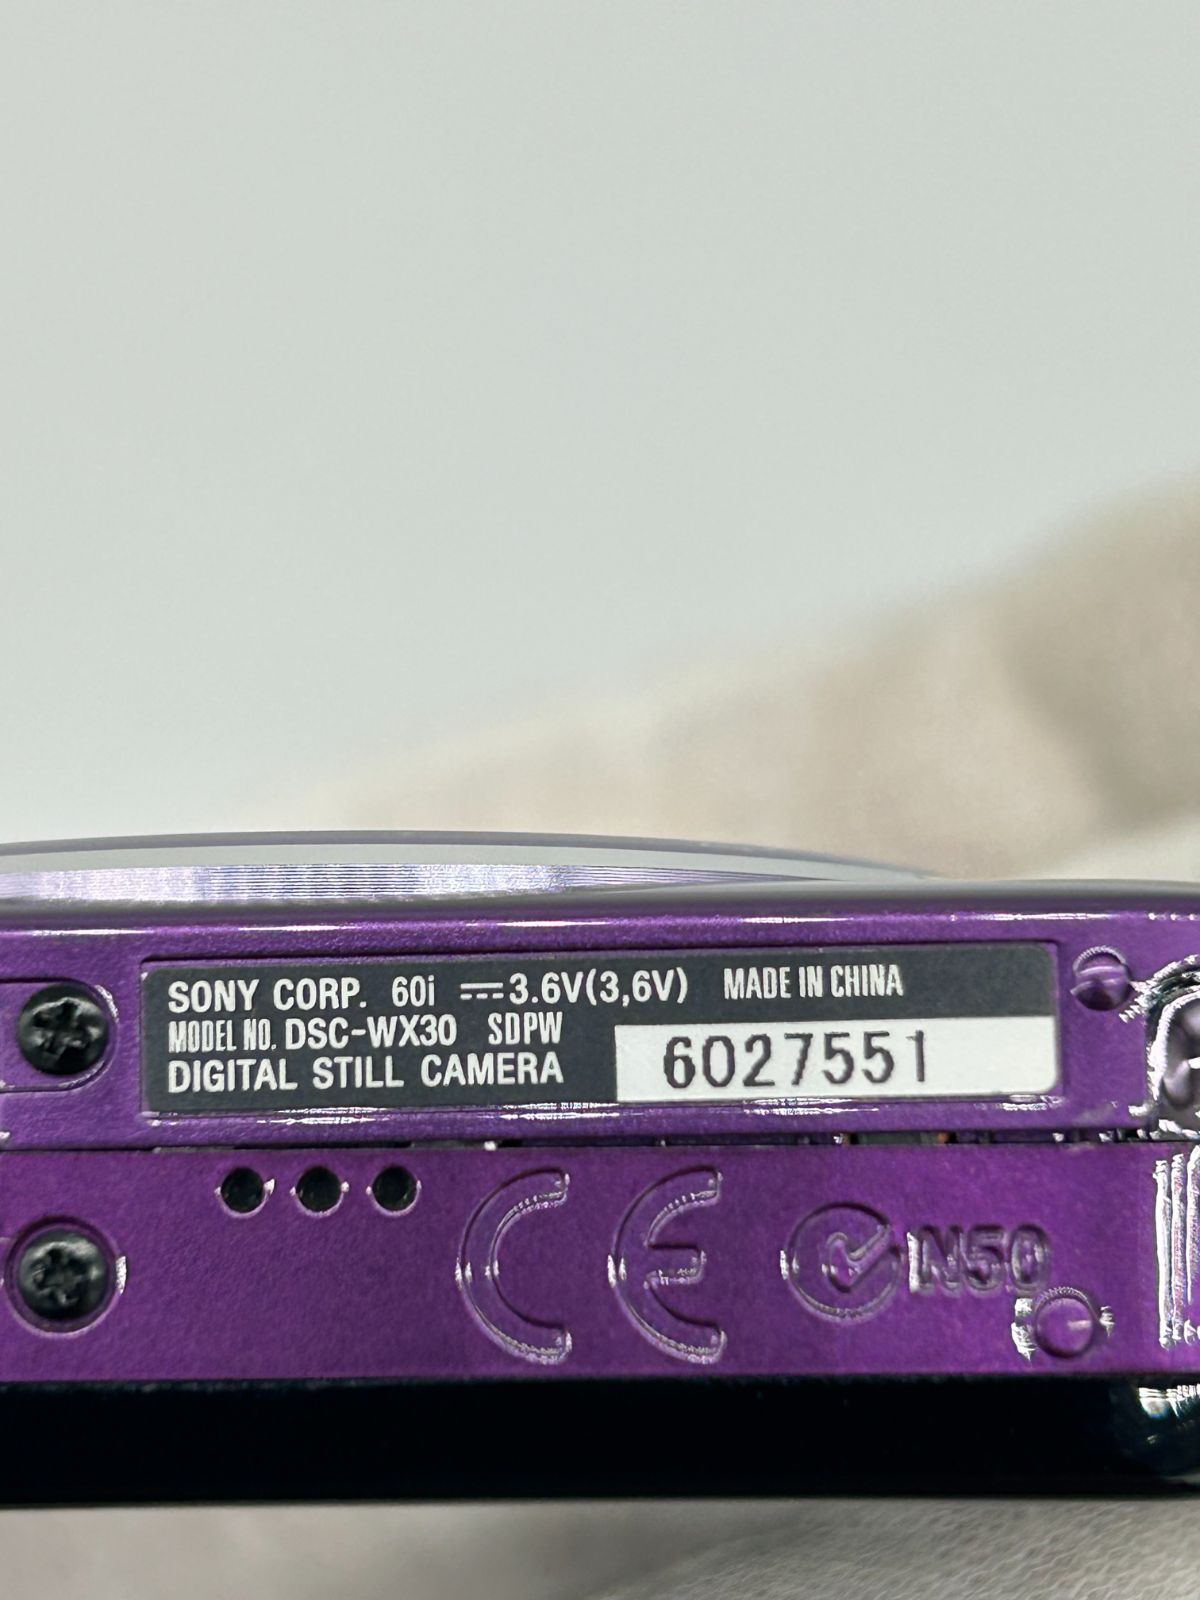 SONY CORP. 60i ⎓3.6V(3,6V) MADE IN CHINA
MODEL NO. DSC-WX30 SDPW
DIGITAL STILL CAMERA
6027551
CE N50